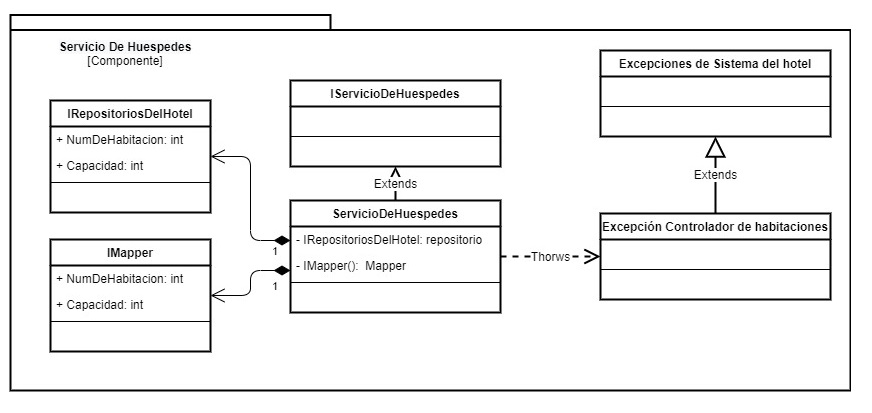 Servicio De Huespedes
[Componente]
IRepositoriosDelHotel
+ NumDeHabitacion: int
+ Capacidad: int
IMapper
+ NumDeHabitacion: int
+ Capacidad: int
IServicioDeHuespedes
Extends
ServicioDeHuespedes
- IRepositoriosDelHotel: repositorio
- IMapper(): Mapper
1
1
Thorws
Excepciones de Sistema del hotel
Extends
Excepción Controlador de habitaciones